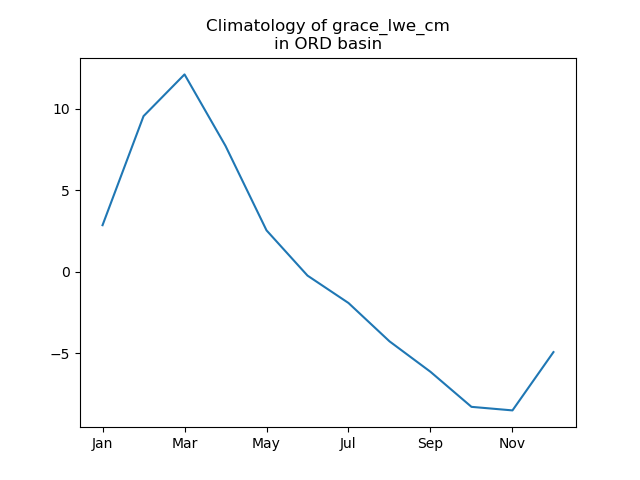 Climatology of grace_lwe_cm
in ORD basin
10
5
0
−5
Jan
Mar
May
Jul
Sep
Nov